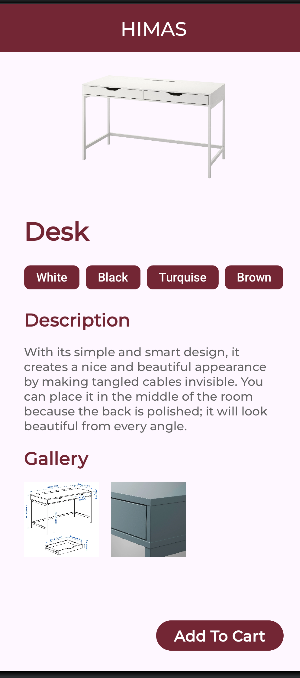 HIMAS
Desk
White Black Turquise Brown
Description
With its simple and smart design, it
creates a nice and beautiful appearance
by making tangled cables invisible. You
can place it in the middle of the room
because the back is polished; it will look
beautiful from every angle.
Gallery
Add To Cart